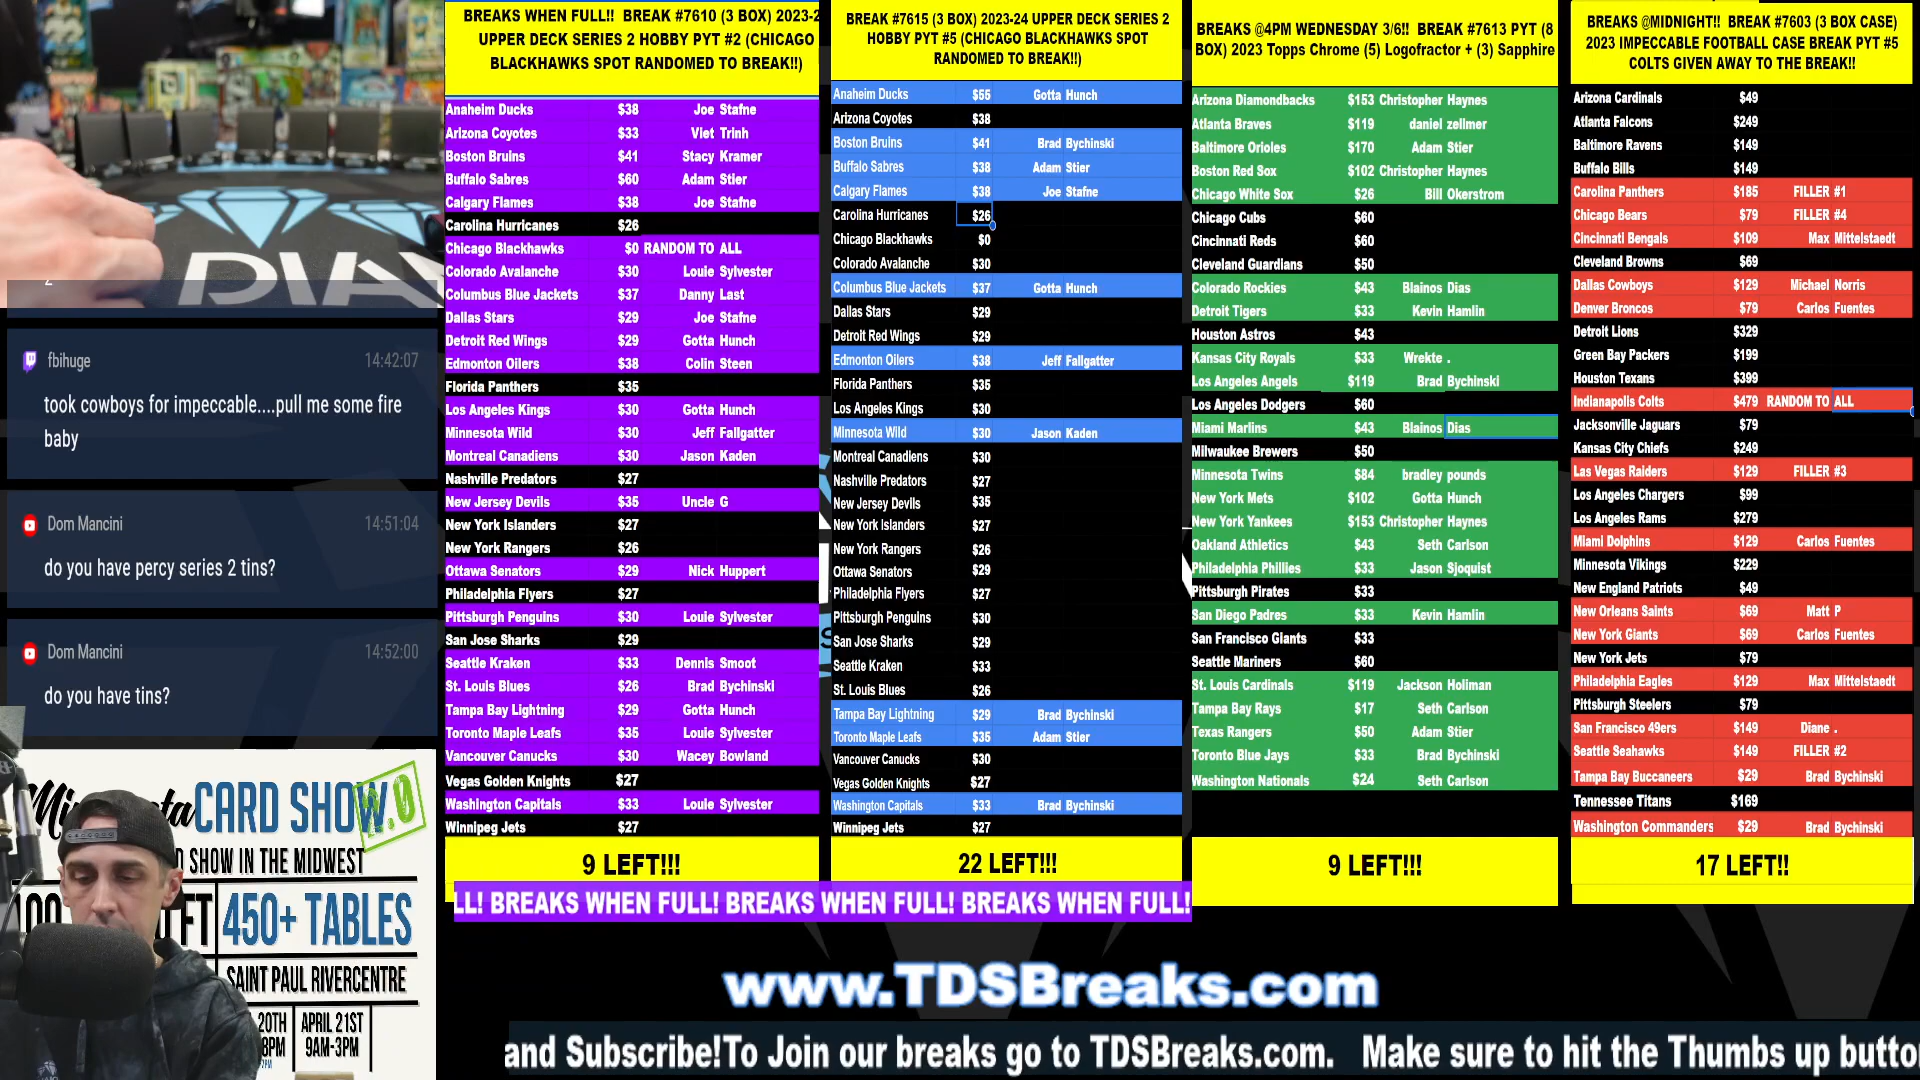 BREAKS WHEN FULL!! BREAK #7610 (3 BOX) 2023-2
UPPER DECK SERIES 2 HOBBY PYT #2 (CHICAGO
BLACKHAWKS SPOT RANDOMED TO BREAK!!)
Anaheim Ducks $38 Joe Stafne
Arizona Coyotes $33 Viet Trinh
Boston Bruins $41 Stacy Kramer
Buffalo Sabres $60 Adam Stier
Calgary Flames $38 Joe Stafne
Carolina Hurricanes $26
Chicago Blackhawks $0 RANDOM TO ALL
Colorado Avalanche $30 Louie Sylvester
Columbus Blue Jackets $37 Danny Last
Dallas Stars $29 Joe Stafne
Detroit Red Wings $29 Gotta Hunch
Edmonton Oilers $38 Colin Steen
Florida Panthers $35
Los Angeles Kings $30 Gotta Hunch
Minnesota Wild $30 Jeff Fallgatter
Montreal Canadiens $30 Jason Kaden
Nashville Predators $27
New Jersey Devils $35 Uncle G
New York Islanders $27
New York Rangers $26
Ottawa Senators $29 Nick Huppert
Philadelphia Flyers $27
Pittsburgh Penguins $30 Louie Sylvester
San Jose Sharks $29
Seattle Kraken $33 Dennis Smoot
St. Louis Blues $26 Brad Bychinski
Tampa Bay Lightning $29 Gotta Hunch
Toronto Maple Leafs $35 Louie Sylvester
Vancouver Canucks $30 Wacey Bowland
Vegas Golden Knights $27
Washington Capitals $33 Louie Sylvester
Winnipeg Jets $27
9 LEFT!!!
BREAK #7615 (3 BOX) 2023-24 UPPER DECK SERIES 2
HOBBY PYT #5 (CHICAGO BLACKHAWKS SPOT
RANDOMED TO BREAK!!)
Anaheim Ducks $55 Gotta Hunch
Arizona Coyotes $38
Boston Bruins $41 Brad Bychinski
Buffalo Sabres $38 Adam Stier
Calgary Flames $38 Joe Stafne
Carolina Hurricanes $26
Chicago Blackhawks $0
Colorado Avalanche $30
Columbus Blue Jackets $37 Gotta Hunch
Dallas Stars $29
Detroit Red Wings $29
Edmonton Oilers $38 Jeff Fallgatter
Florida Panthers $35
Los Angeles Kings $30
Minnesota Wild $30 Jason Kaden
Montreal Canadiens $30
Nashville Predators $27
New Jersey Devils $35
New York Islanders $27
New York Rangers $26
Ottawa Senators $29
Philadelphia Flyers $27
Pittsburgh Penguins $30
San Jose Sharks $29
Seattle Kraken $33
St. Louis Blues $26
Tampa Bay Lightning $29 Brad Bychinski
Toronto Maple Leafs $35 Adam Stier
Vancouver Canucks $30
Vegas Golden Knights $27
Washington Capitals $33 Brad Bychinski
Winnipeg Jets $27
22 LEFT!!!
BREAKS @4PM WEDNESDAY 3/6!! BREAK #7613 PYT (8
BOX) 2023 Topps Chrome (5) Logofractor + (3) Sapphire
Arizona Diamondbacks $153 Christopher Haynes
Atlanta Braves $119 daniel zellmer
Baltimore Orioles $170 Adam Stier
Boston Red Sox $102 Christopher Haynes
Chicago White Sox $26 Bill Okerstrom
Chicago Cubs $60
Cincinnati Reds $60
Cleveland Guardians $50
Colorado Rockies $43 Blainos Dias
Detroit Tigers $33 Kevin Hamlin
Houston Astros $43
Kansas City Royals $33 Wrekte .
Los Angeles Angels $119 Brad Bychinski
Los Angeles Dodgers $60
Miami Marlins $43 Blainos Dias
Milwaukee Brewers $50
Minnesota Twins $84 bradley pounds
New York Mets $102 Gotta Hunch
New York Yankees $153 Christopher Haynes
Oakland Athletics $43 Seth Carlson
Philadelphia Phillies $33 Jason Sjoquist
Pittsburgh Pirates $33
San Diego Padres $33 Kevin Hamlin
San Francisco Giants $33
Seattle Mariners $60
St. Louis Cardinals $119 Jackson Holiman
Tampa Bay Rays $17 Seth Carlson
Texas Rangers $50 Adam Stier
Toronto Blue Jays $33 Brad Bychinski
Washington Nationals $24 Seth Carlson
9 LEFT!!!
BREAKS @MIDNIGHT!! BREAK #7603 (3 BOX CASE)
2023 IMPECCABLE FOOTBALL CASE BREAK PYT #5
COLTS GIVEN AWAY TO THE BREAK!!
Arizona Cardinals $49
Atlanta Falcons $249
Baltimore Ravens $149
Buffalo Bills $149
Carolina Panthers $185 FILLER #1
Chicago Bears $79 FILLER #4
Cincinnati Bengals $109 Max Mittelstaedt
Cleveland Browns $69
Dallas Cowboys $129 Michael Norris
Denver Broncos $79 Carlos Fuentes
Detroit Lions $329
Green Bay Packers $199
Houston Texans $399
Indianapolis Colts $479 RANDOM TO ALL
Jacksonville Jaguars $79
Kansas City Chiefs $249
Las Vegas Raiders $129 FILLER #3
Los Angeles Chargers $99
Los Angeles Rams $279
Miami Dolphins $129 Carlos Fuentes
Minnesota Vikings $229
New England Patriots $49
New Orleans Saints $69 Matt P
New York Giants $69 Carlos Fuentes
New York Jets $79
Philadelphia Eagles $129 Max Mittelstaedt
Pittsburgh Steelers $79
San Francisco 49ers $149 Diane .
Seattle Seahawks $149 FILLER #2
Tampa Bay Buccaneers $29 Brad Bychinski
Tennessee Titans $169
Washington Commanders $29 Brad Bychinski
17 LEFT!!
LL! BREAKS WHEN FULL! BREAKS WHEN FULL! BREAKS WHEN FULL!
2
fbihuge 14:42:07
took cowboys for impeccable....pull me some fire
baby
Dom Mancini 14:51:04
do you have percy series 2 tins?
Dom Mancini 14:52:00
do you have tins?
CARD SHOW
2.0
SHOW IN THE MIDWEST
FT 450+ TABLES
SAINT PAUL RIVERCENTRE
20TH APRIL 21ST
8PM 9AM-3PM
www.TDSBreaks.com
and Subscribe!To Join our breaks go to TDSBreaks.com. Make sure to hit the Thumbs up butto